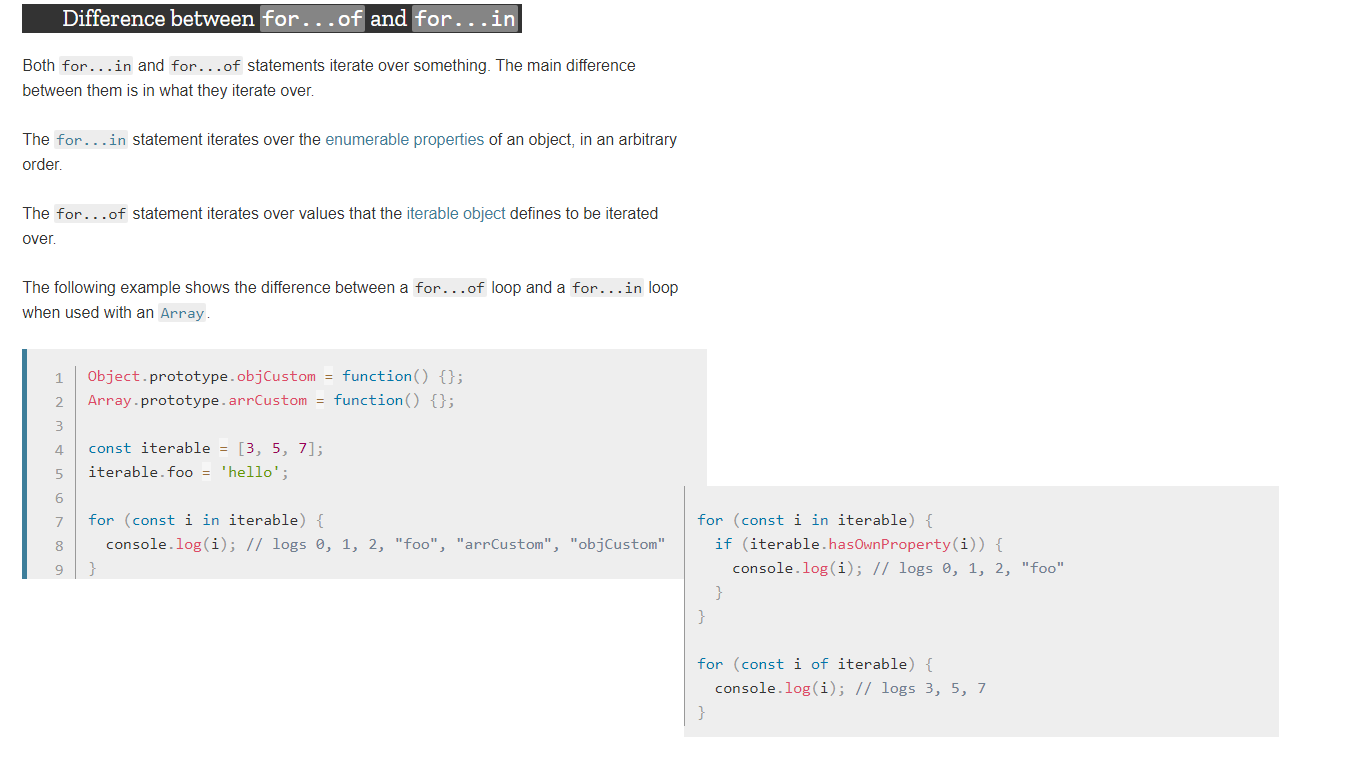 Difference between for...of and for...in
Both for...in and for...of statements iterate over something. The main difference
between them is in what they iterate over.
The for...in statement iterates over the enumerable properties of an object, in an arbitrary
order.
The for...of statement iterates over values that the iterable object defines to be iterated
over.
The following example shows the difference between a for...of loop and a for...in loop
when used with an Array.
1 Object.prototype.objCustom = function() {};
2 Array.prototype.arrCustom = function() {};
3
4 const iterable = [3, 5, 7];
5 iterable.foo = 'hello';
6
7 for (const i in iterable) {
8 console.log(i); // logs 0, 1, 2, "foo", "arrCustom", "objCustom"
9 }
for (const i in iterable) {
if (iterable.hasOwnProperty(i)) {
console.log(i); // logs 0, 1, 2, "foo"
}
}
for (const i of iterable) {
console.log(i); // logs 3, 5, 7
}